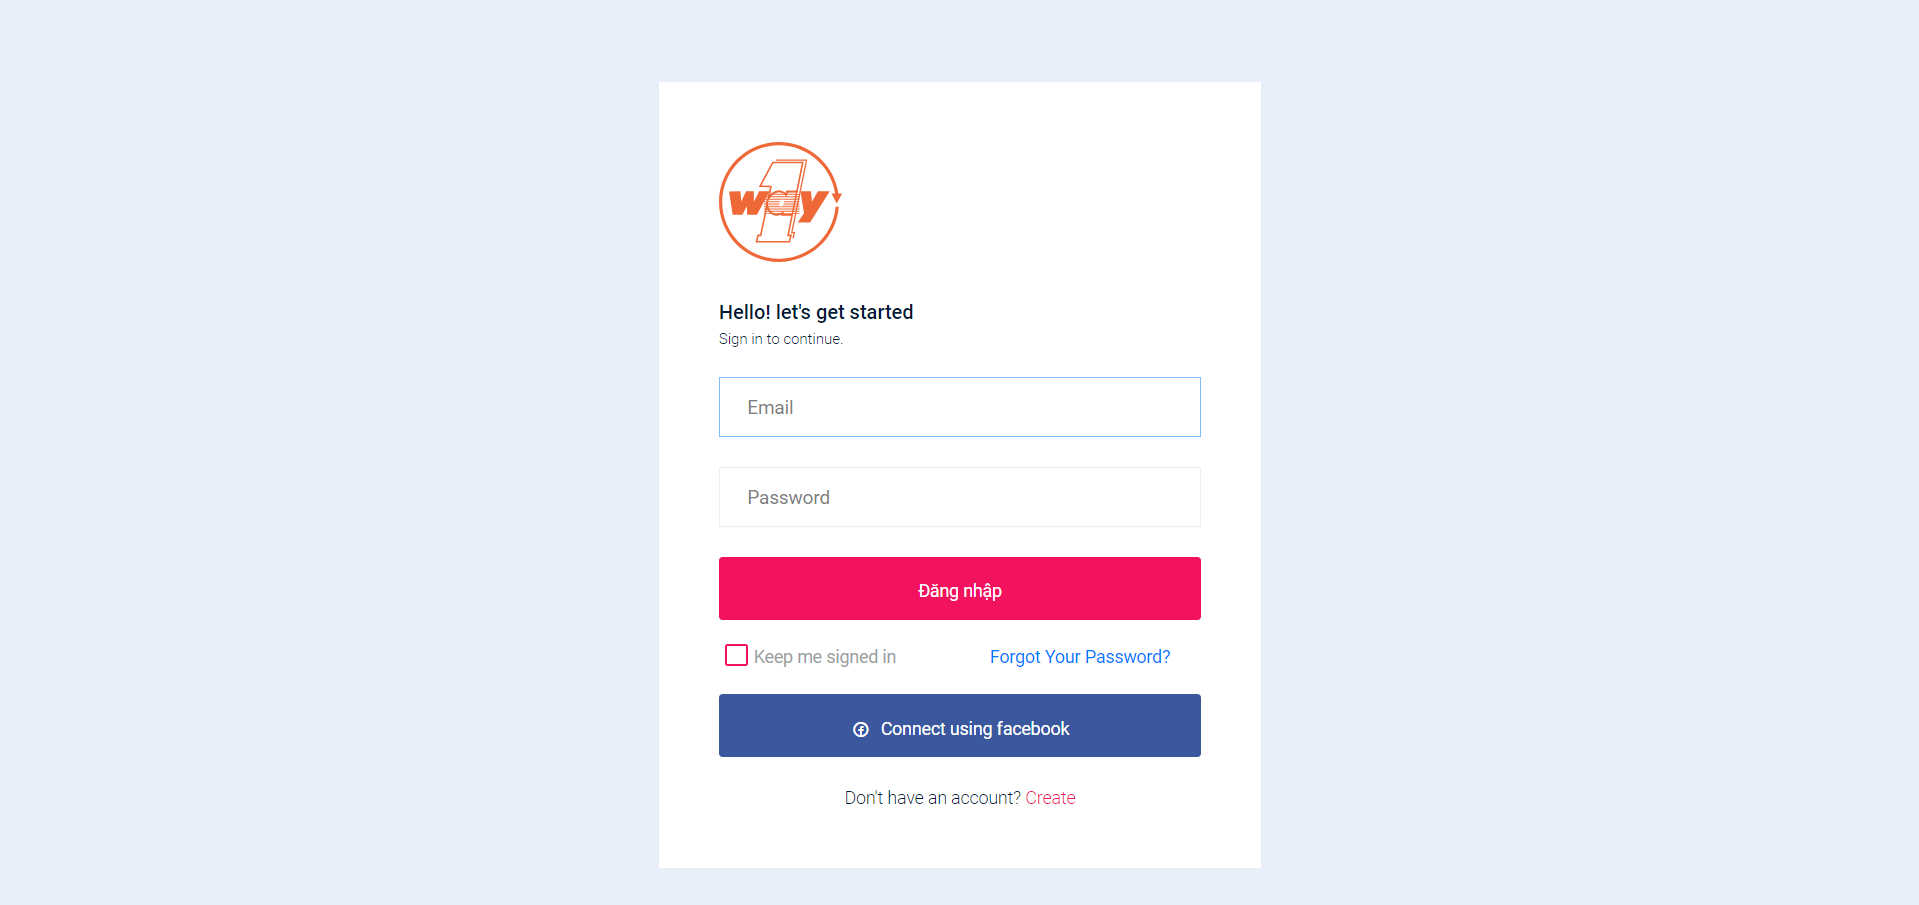 1
way
Hello! let's get started
Sign in to continue.
Email
Password
Đăng nhập
Keep me signed in Forgot Your Password?
Connect using facebook
Don't have an account? Create